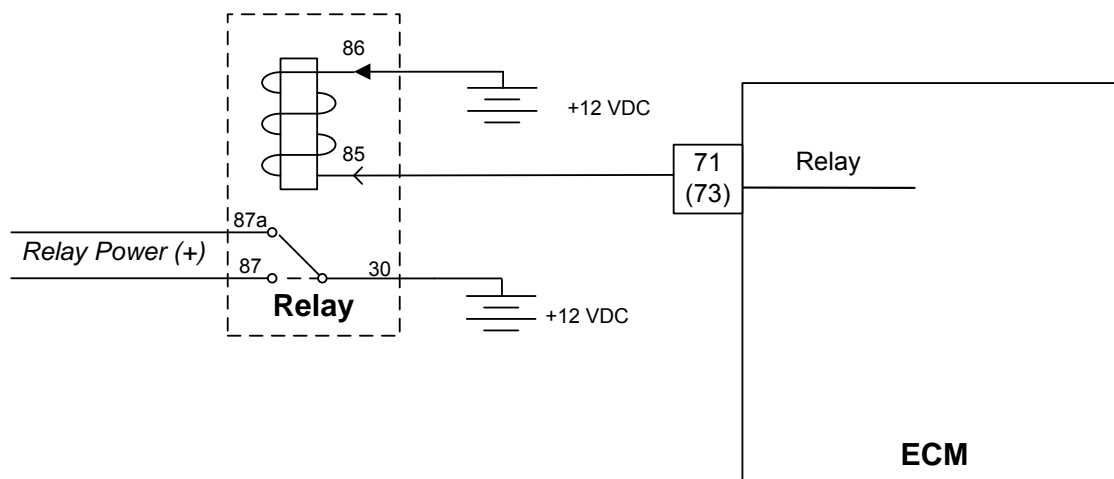 86
+12 VDC
85
71
(73)
Relay
87a
Relay Power (+)
87
30
Relay
+12 VDC
ECM